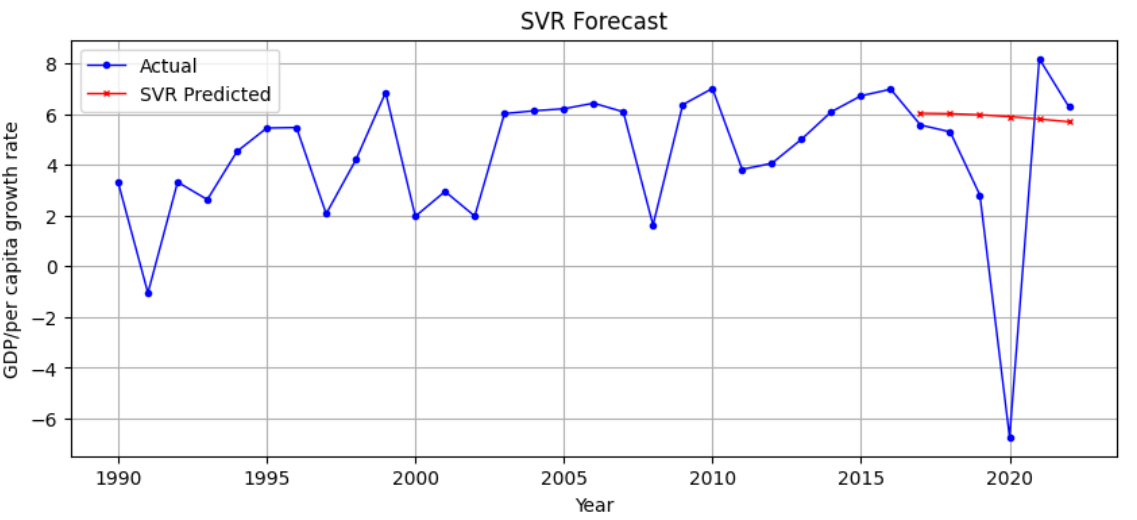 SVR Forecast
Actual
SVR Predicted
GDP/per capita growth rate
8
6
4
2
0
−2
−4
−6
1990 1995 2000 2005 2010 2015 2020
Year